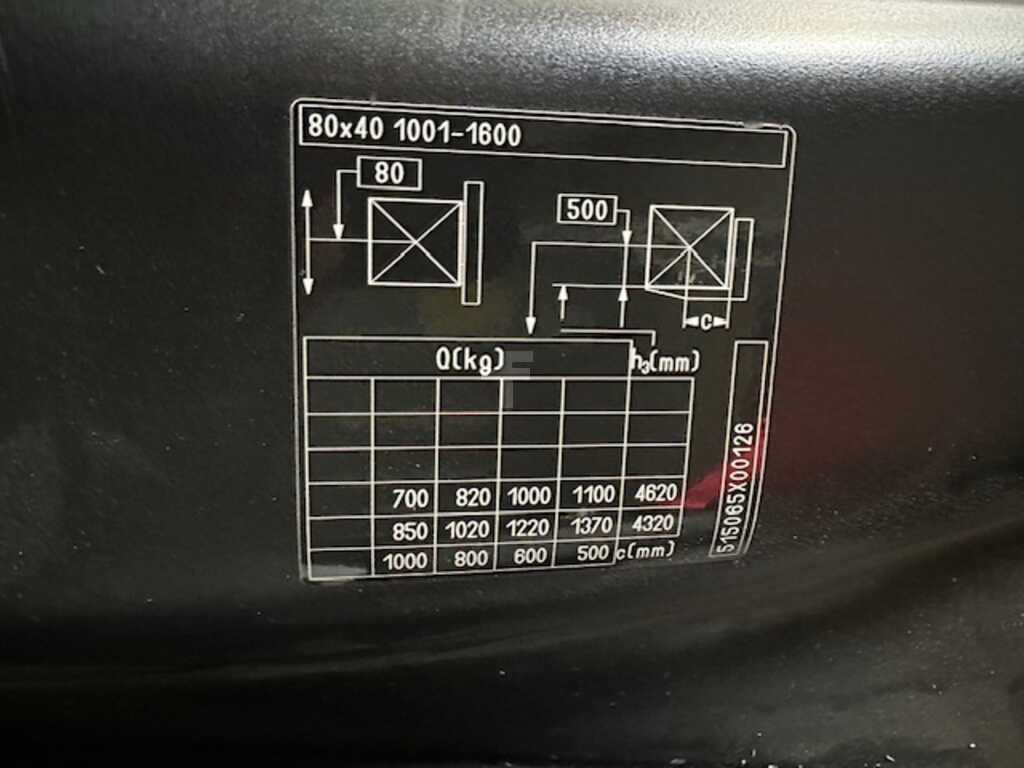 80x40 1001-1600
80
500
c
Q(kg) h₃(mm)
F
700 820 1000 1100 4620
850 1020 1220 1370 4320
1000 800 600 500 c(mm)
515065X00126